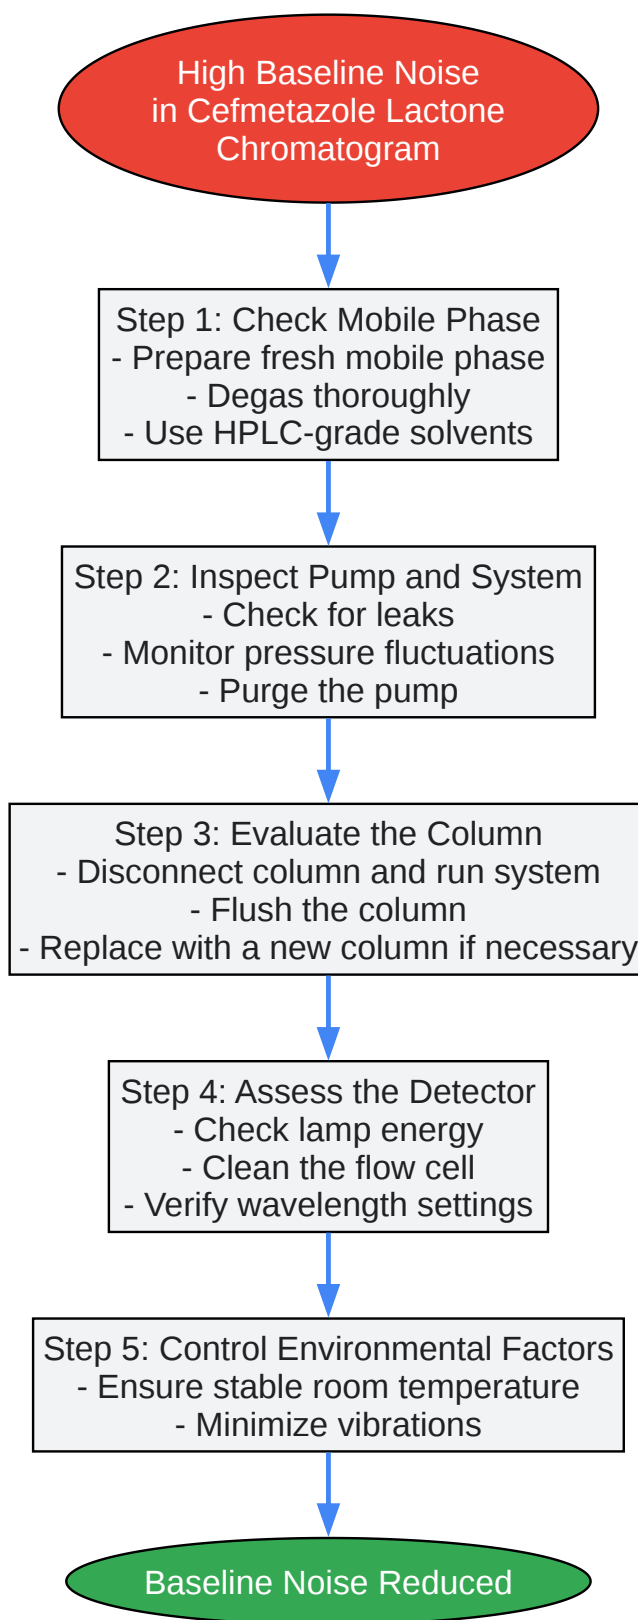 High Baseline Noise
in Cefmetazole Lactone
Chromatogram
Step 1: Check Mobile Phase
- Prepare fresh mobile phase
- Degas thoroughly
- Use HPLC-grade solvents
Step 2: Inspect Pump and System
- Check for leaks
- Monitor pressure fluctuations
- Purge the pump
Step 3: Evaluate the Column
- Disconnect column and run system
- Flush the column
- Replace with a new column if necessary
Step 4: Assess the Detector
- Check lamp energy
- Clean the flow cell
- Verify wavelength settings
Step 5: Control Environmental Factors
- Ensure stable room temperature
- Minimize vibrations
Baseline Noise Reduced